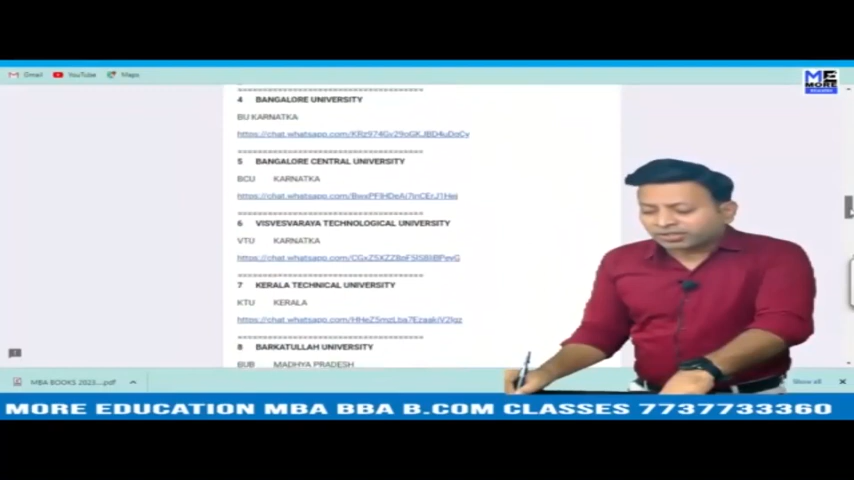 Gmail YouTube Maps
MORE
4 BANGALORE UNIVERSITY
BU KARNATKA
5 BANGALORE CENTRAL UNIVERSITY
BCU KARNATKA
6 VISVESVARAYA TECHNOLOGICAL UNIVERSITY
VTU KARNATKA
7 KERALA TECHNICAL UNIVERSITY
KTU KERALA
8 BARKATULLAH UNIVERSITY
BUB MADHYA PRADESH
MBA BOOKS 2023....pdf
Show all
MORE EDUCATION MBA BBA B.COM CLASSES 7737733360